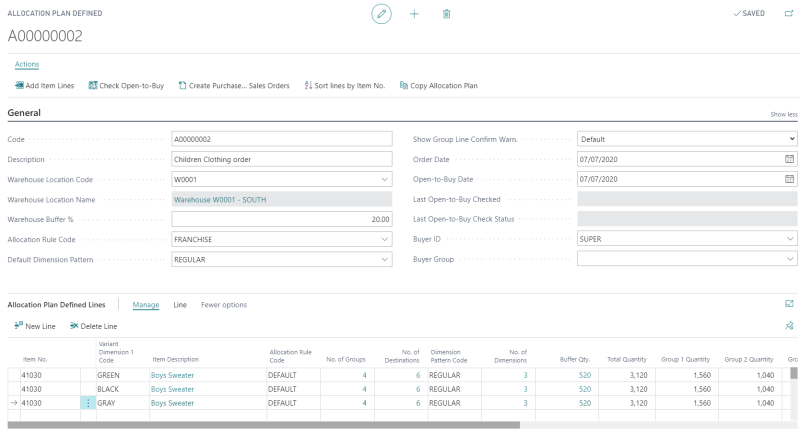 ALLOCATION PLAN DEFINED
SAVED
A00000002
Actions
Add Item Lines Check Open-to-Buy Create Purchase... Sales Orders Sort lines by Item No. Copy Allocation Plan
General Show less
Code A00000002 Show Group Line Confirm Warn. Default
Description Children Clothing order Order Date 07/07/2020
Warehouse Location Code W0001 Open-to-Buy Date 07/07/2020
Warehouse Location Name Warehouse W0001 - SOUTH Last Open-to-Buy Checked
Warehouse Buffer % 20.00 Last Open-to-Buy Check Status
Allocation Rule Code FRANCHISE Buyer ID SUPER
Default Dimension Pattern REGULAR Buyer Group
Allocation Plan Defined Lines Manage Line Fewer options
New Line Delete Line
Item No. Variant Dimension 1 Code Item Description Allocation Rule Code No. of Groups No. of Destinations Dimension Pattern Code No. of Dimensions Buffer Qty. Total Quantity Group 1 Quantity Group 2 Quantity Gro
41030 GREEN Boys Sweater DEFAULT 4 6 REGULAR 3 520 3,120 1,560 1,040
41030 BLACK Boys Sweater DEFAULT 4 6 REGULAR 3 520 3,120 1,560 1,040
41030 GRAY Boys Sweater DEFAULT 4 6 REGULAR 3 520 3,120 1,560 1,040